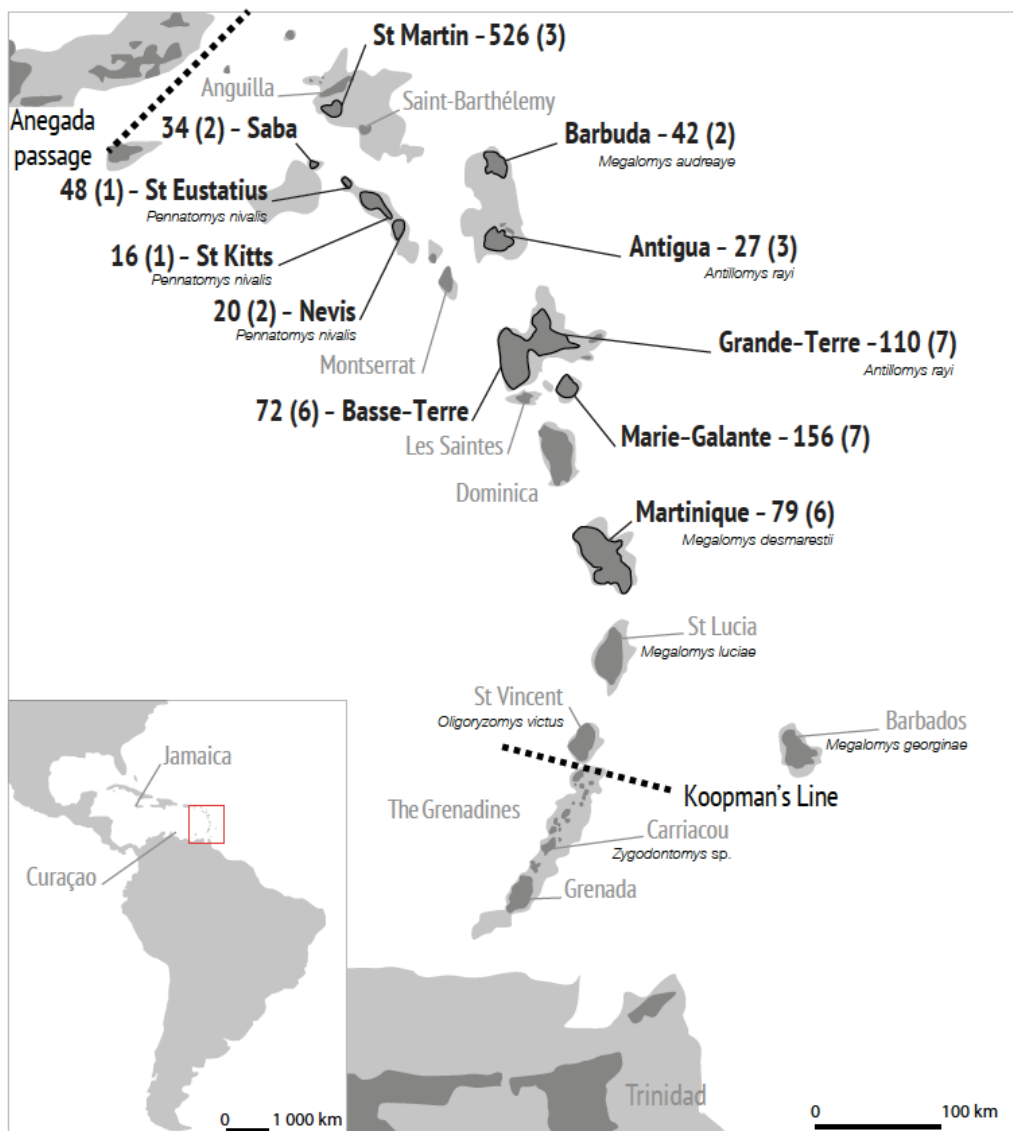 St Martin – 526 (3)
Anguilla
Saint-Barthélemy
Anegada
passage
34 (2) – Saba
Barbuda – 42 (2)
Megalomys audreaye
48 (1) – St Eustatius
Pennatomys nivalis
16 (1) – St Kitts
Pennatomys nivalis
Antigua – 27 (3)
Antillomys rayi
20 (2) – Nevis
Pennatomys nivalis
Montserrat
Grande-Terre –110 (7)
Antillomys rayi
72 (6) – Basse-Terre
Les Saintes
Marie-Galante – 156 (7)
Dominica
Martinique – 79 (6)
Megalomys desmarestii
St Lucia
Megalomys luciae
St Vincent
Oligoryzomys victus
Barbados
Megalomys georginae
Koopman's Line
The Grenadines
Carriacou
Zygodontomys sp.
Grenada
Jamaica
Curaçao
Trinidad
0 1 000 km
0 100 km